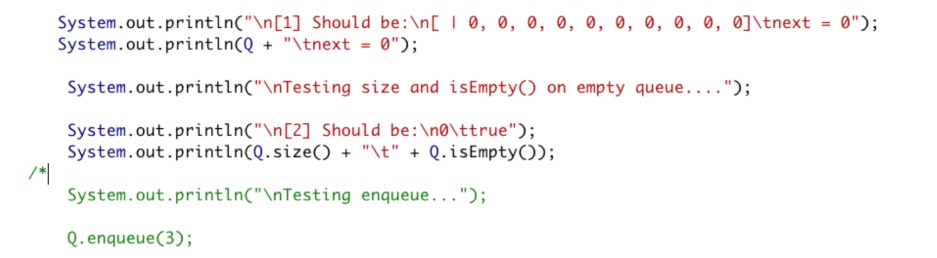 System.out.println("\n[1] Should be:\n[ | 0, 0, 0, 0, 0, 0, 0, 0, 0, 0]\tnext = 0");
System.out.println(Q + "\tnext = 0");
System.out.println("\nTesting size and isEmpty() on empty queue....");
System.out.println("\n[2] Should be:\n0\ttrue");
System.out.println(Q.size() + "\t" + Q.isEmpty());
/*
System.out.println("\nTesting enqueue...");
Q.enqueue(3);